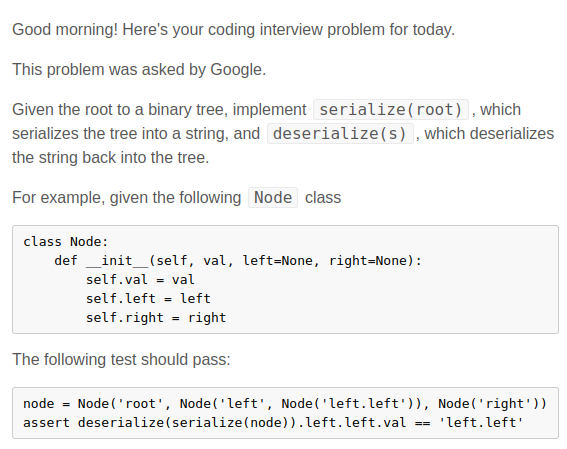 Good morning! Here's your coding interview problem for today.
This problem was asked by Google.
Given the root to a binary tree, implement serialize(root) , which
serializes the tree into a string, and deserialize(s) , which deserializes
the string back into the tree.
For example, given the following Node class
class Node:
    def __init__(self, val, left=None, right=None):
        self.val = val
        self.left = left
        self.right = right
The following test should pass:
node = Node('root', Node('left', Node('left.left')), Node('right'))
assert deserialize(serialize(node)).left.left.val == 'left.left'